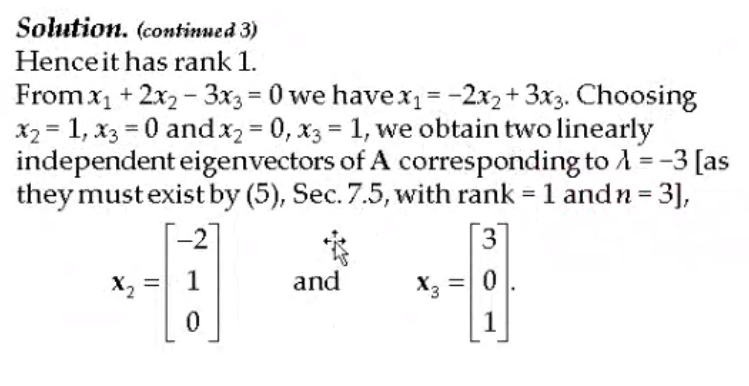 Solution. (continued 3)
Hence it has rank 1.
From x₁ + 2x₂ − 3x₃ = 0 we have x₁ = −2x₂ + 3x₃. Choosing
x₂ = 1, x₃ = 0 and x₂ = 0, x₃ = 1, we obtain two linearly
independent eigenvectors of A corresponding to λ = −3 [as
they must exist by (5), Sec. 7.5, with rank = 1 and n = 3],
x₂ = [−2 1 0] and x₃ = [3 0 1].